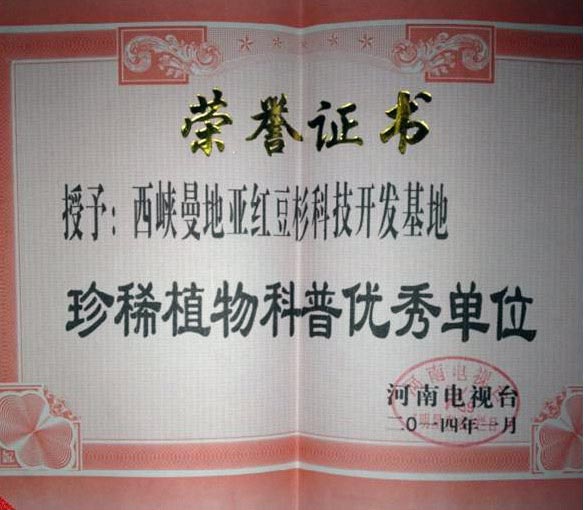 荣誉证书
授予：西峡曼地亚红豆杉科技开发基地
珍稀植物科普优秀单位
河南电视台
二〇一四年一月